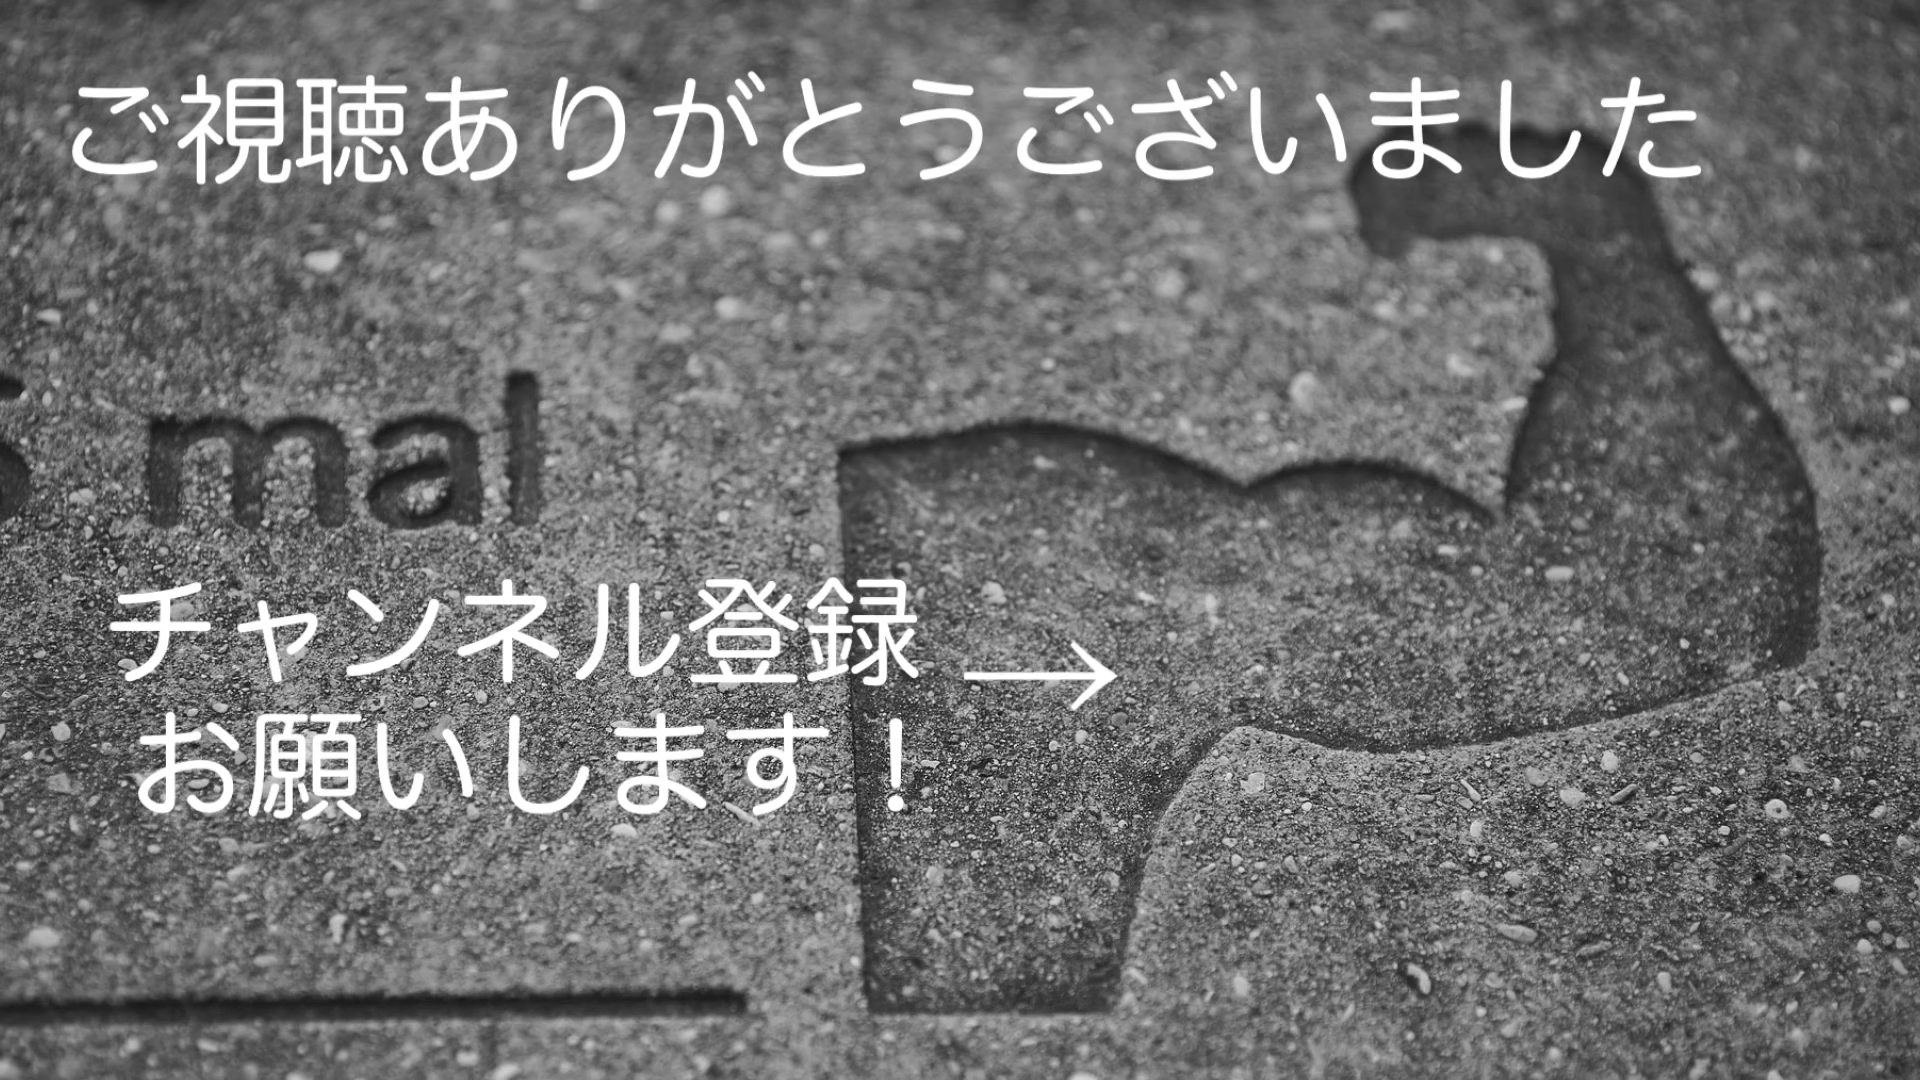 ご視聴ありがとうございました
mal
チャンネル登録
お願いします！
→